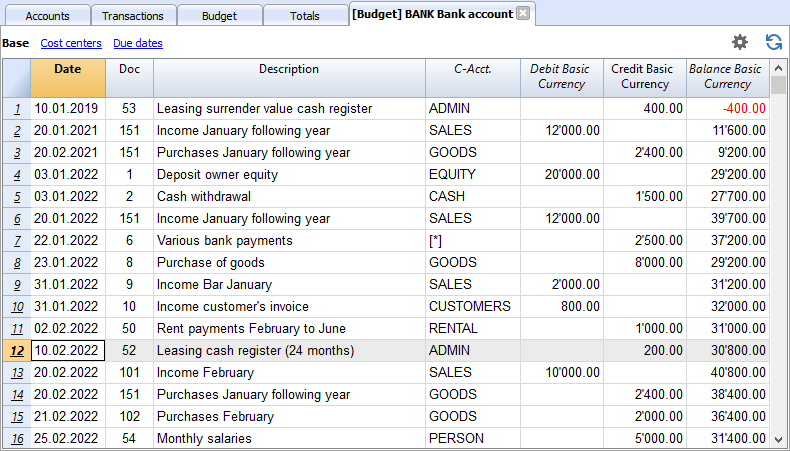 Accounts Transactions Budget Totals [Budget] BANK Bank account
Base Cost centers Due dates
Date Doc Description C-Acct. Debit Basic Currency Credit Basic Currency Balance Basic Currency
1 10.01.2019 53 Leasing surrender value cash register ADMIN 400.00 -400.00
2 20.01.2021 151 Income January following year SALES 12'000.00 11'600.00
3 20.02.2021 151 Purchases January following year GOODS 2'400.00 9'200.00
4 03.01.2022 1 Deposit owner equity EQUITY 20'000.00 29'200.00
5 03.01.2022 2 Cash withdrawal CASH 1'500.00 27'700.00
6 20.01.2022 151 Income January following year SALES 12'000.00 39'700.00
7 22.01.2022 6 Various bank payments [*] 2'500.00 37'200.00
8 23.01.2022 8 Purchase of goods GOODS 8'000.00 29'200.00
9 31.01.2022 9 Income Bar January SALES 2'000.00 31'200.00
10 31.01.2022 10 Income customer's invoice CUSTOMERS 800.00 32'000.00
11 02.02.2022 50 Rent payments February to June RENTAL 1'000.00 31'000.00
12 10.02.2022 52 Leasing cash register (24 months) ADMIN 200.00 30'800.00
13 20.02.2022 101 Income February SALES 10'000.00 40'800.00
14 20.02.2022 151 Purchases January following year GOODS 2'400.00 38'400.00
15 21.02.2022 102 Purchases February GOODS 2'000.00 36'400.00
16 25.02.2022 54 Monthly salaries PERSON 5'000.00 31'400.00